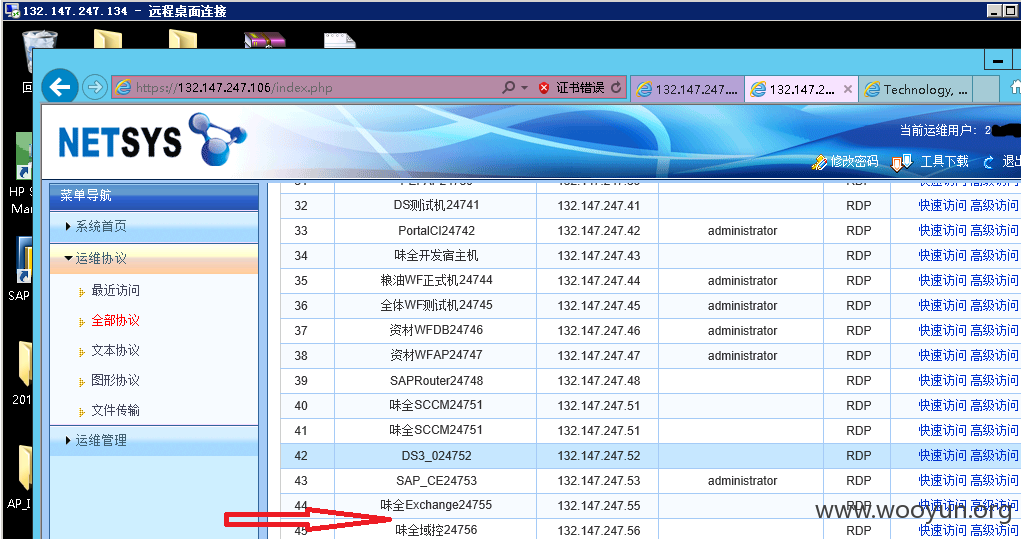 132.147.247.134 - 远程桌面连接
https://132.147.247.106/index.php
证书错误
132.147.247....
132.147.2...
Technology, ...
NETSYS
当前运维用户：2
修改密码 工具下载 退出
HP S
Man
SAP
201
AP_I
菜单导航
系统首页
运维协议
最近访问
全部协议
文本协议
图形协议
文件传输
运维管理
32 DS测试机24741 132.147.247.41 RDP 快速访问 高级访问
33 PortalCI24742 132.147.247.42 administrator RDP 快速访问 高级访问
34 味全开发宿主机 132.147.247.43 RDP 快速访问 高级访问
35 粮油WF正式机24744 132.147.247.44 administrator RDP 快速访问 高级访问
36 全体WF测试机24745 132.147.247.45 administrator RDP 快速访问 高级访问
37 资材WFDB24746 132.147.247.46 administrator RDP 快速访问 高级访问
38 资材WFAP24747 132.147.247.47 administrator RDP 快速访问 高级访问
39 SAPRouter24748 132.147.247.48 RDP 快速访问 高级访问
40 味全SCCM24751 132.147.247.51 RDP 快速访问 高级访问
41 味全SCCM24751 132.147.247.51 RDP 快速访问 高级访问
42 DS3_024752 132.147.247.52 RDP 快速访问 高级访问
43 SAP_CE24753 132.147.247.53 administrator RDP 快速访问 高级访问
44 味全Exchange24755 132.147.247.55 RDP 快速访问 高级访问
45 味全域控24756 132.147.247.56 RDP 快速访问 高级访问
www.wooyun.org